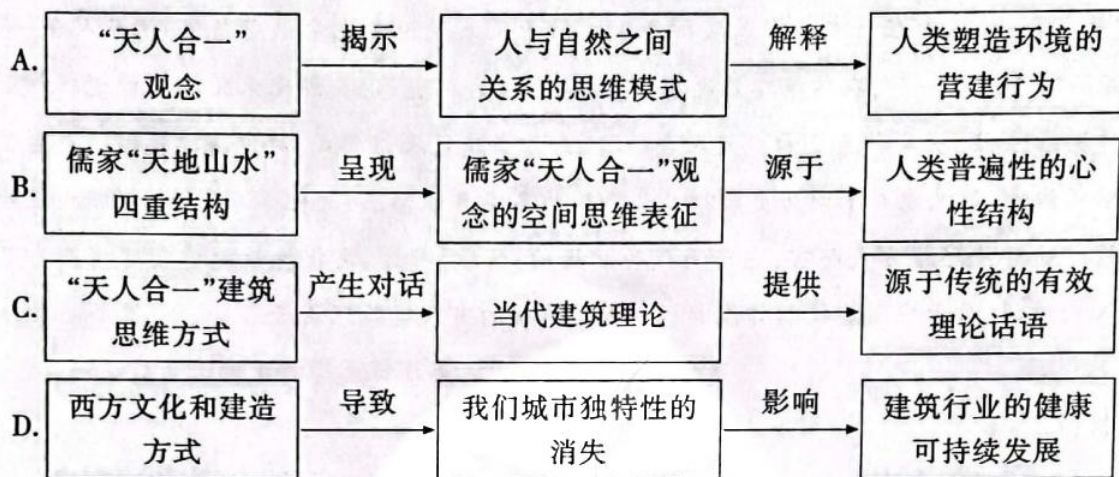 A. “天人合一”观念 揭示 人与自然之间关系的思维模式 解释 人类塑造环境的营建行为
B. 儒家“天地山水”四重结构 呈现 儒家“天人合一”观念的空间思维表征 源于 人类普遍性的心性结构
C. “天人合一”建筑思维方式 产生对话 当代建筑理论 提供 源于传统的有效理论话语
D. 西方文化和建造方式 导致 我们城市独特性的消失 影响 建筑行业的健康可持续发展